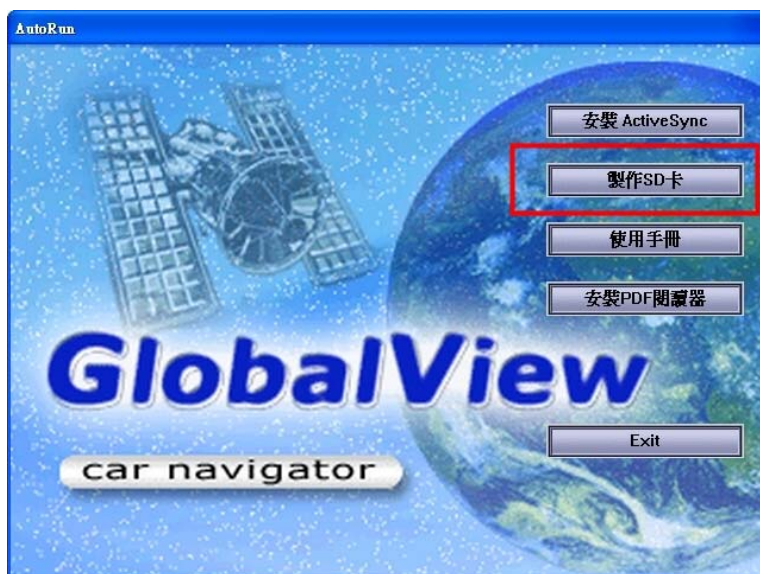 AutoRun
安裝 ActiveSync
製作SD卡
使用手冊
安裝PDF閱讀器
GlobalView
car navigator
Exit